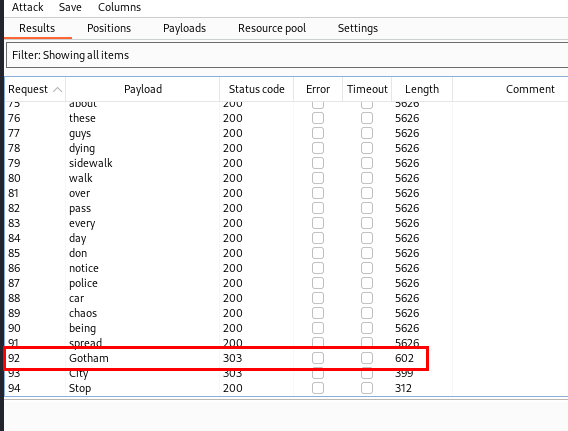 Attack Save Columns
Results Positions Payloads Resource pool Settings
Filter: Showing all items
Request Payload Status code Error Timeout Length Comment
75 about 200 5626
76 these 200 5626
77 guys 200 5626
78 dying 200 5626
79 sidewalk 200 5626
80 walk 200 5626
81 over 200 5626
82 pass 200 5626
83 every 200 5626
84 day 200 5626
85 don 200 5626
86 notice 200 5626
87 police 200 5626
88 car 200 5626
89 chaos 200 5626
90 being 200 5626
91 spread 200 5626
92 Gotham 303 602
93 City 303 399
94 Stop 200 312